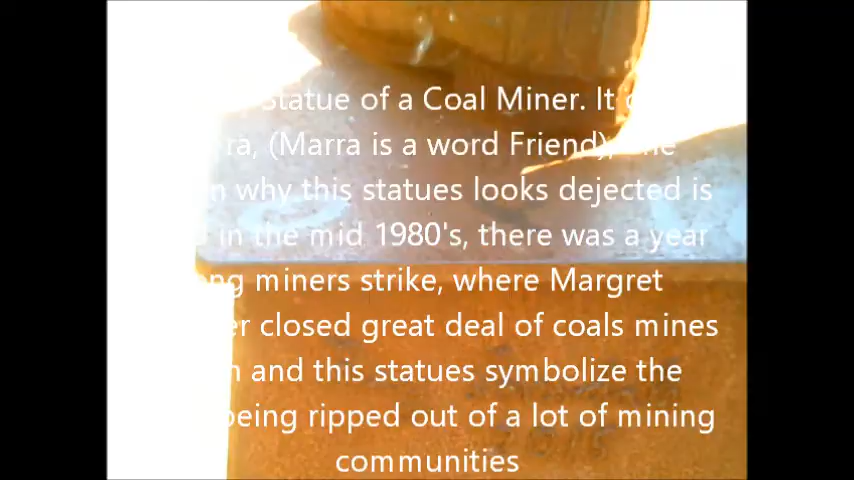 Statue of a Coal Miner. It
(Marra is a word Friend),
why this statues looks dejected is
in the mid 1980's, there was a year
miners strike, where Margret
closed great deal of coals mines
and this statues symbolize the
being ripped out of a lot of mining
communities